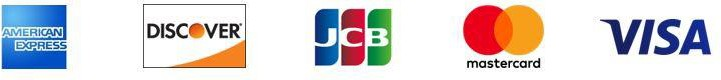 AMERICAN
EXPRESS
DISCOVER®
JCB
mastercard
VISA